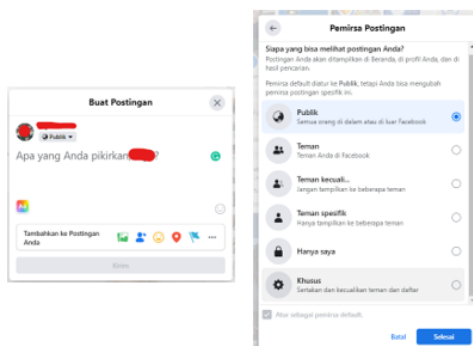 Buat Postingan
Publik
Apa yang Anda pikirkan ?
Tambahkan ke Postingan
Anda
Kirim
Pemirsa Postingan
Siapa yang bisa melihat postingan Anda?
Postingan Anda akan ditampilkan di Beranda, di profil Anda, dan di
hasil pencarian.
Pemirsa default diatur ke Publik, tetapi Anda bisa mengubah
pemirsa postingan spesifik ini.
Publik
Semua orang di dalam atau di luar Facebook
Teman
Teman Anda di Facebook
Teman kecuali...
Jangan tampilkan ke beberapa teman
Teman spesifik
Hanya tampilkan ke beberapa teman
Hanya saya
Khusus
Sertakan dan kecualikan teman dan daftar
Atur sebagai pemirsa default.
Batal
Selesai